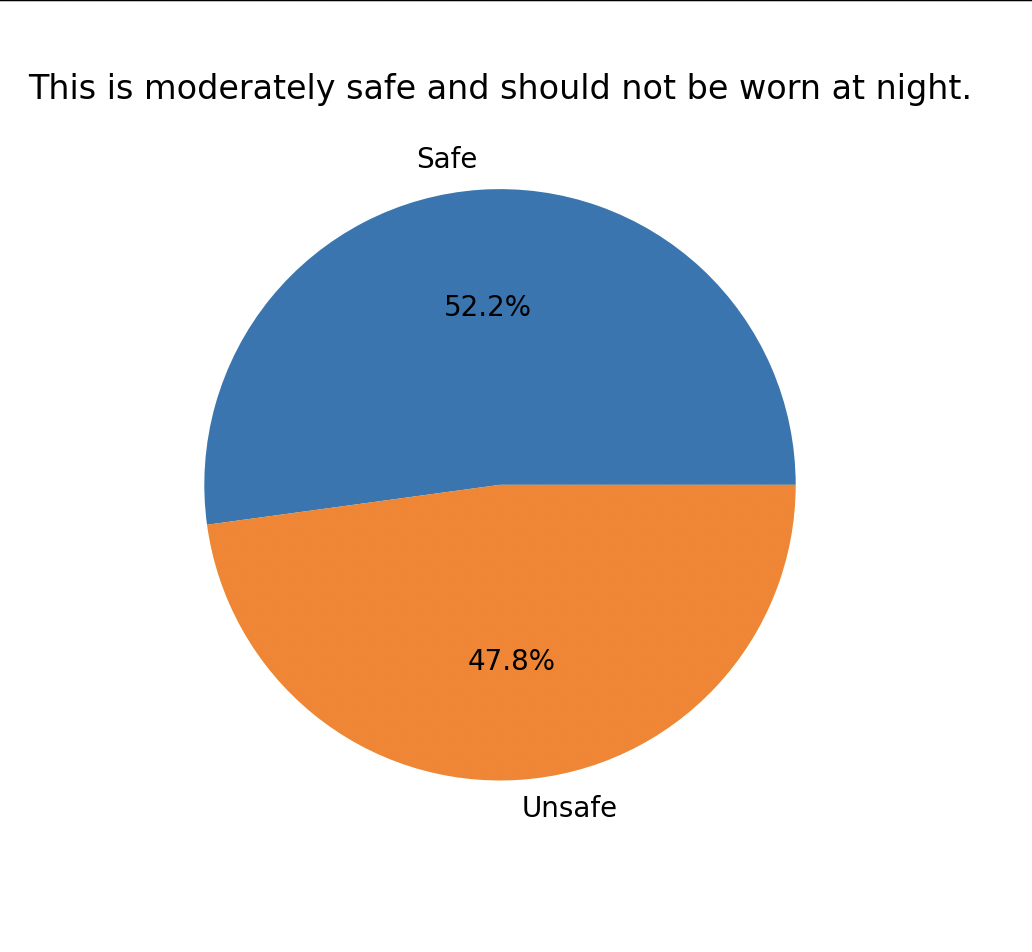 This is moderately safe and should not be worn at night.
Safe
52.2%
47.8%
Unsafe